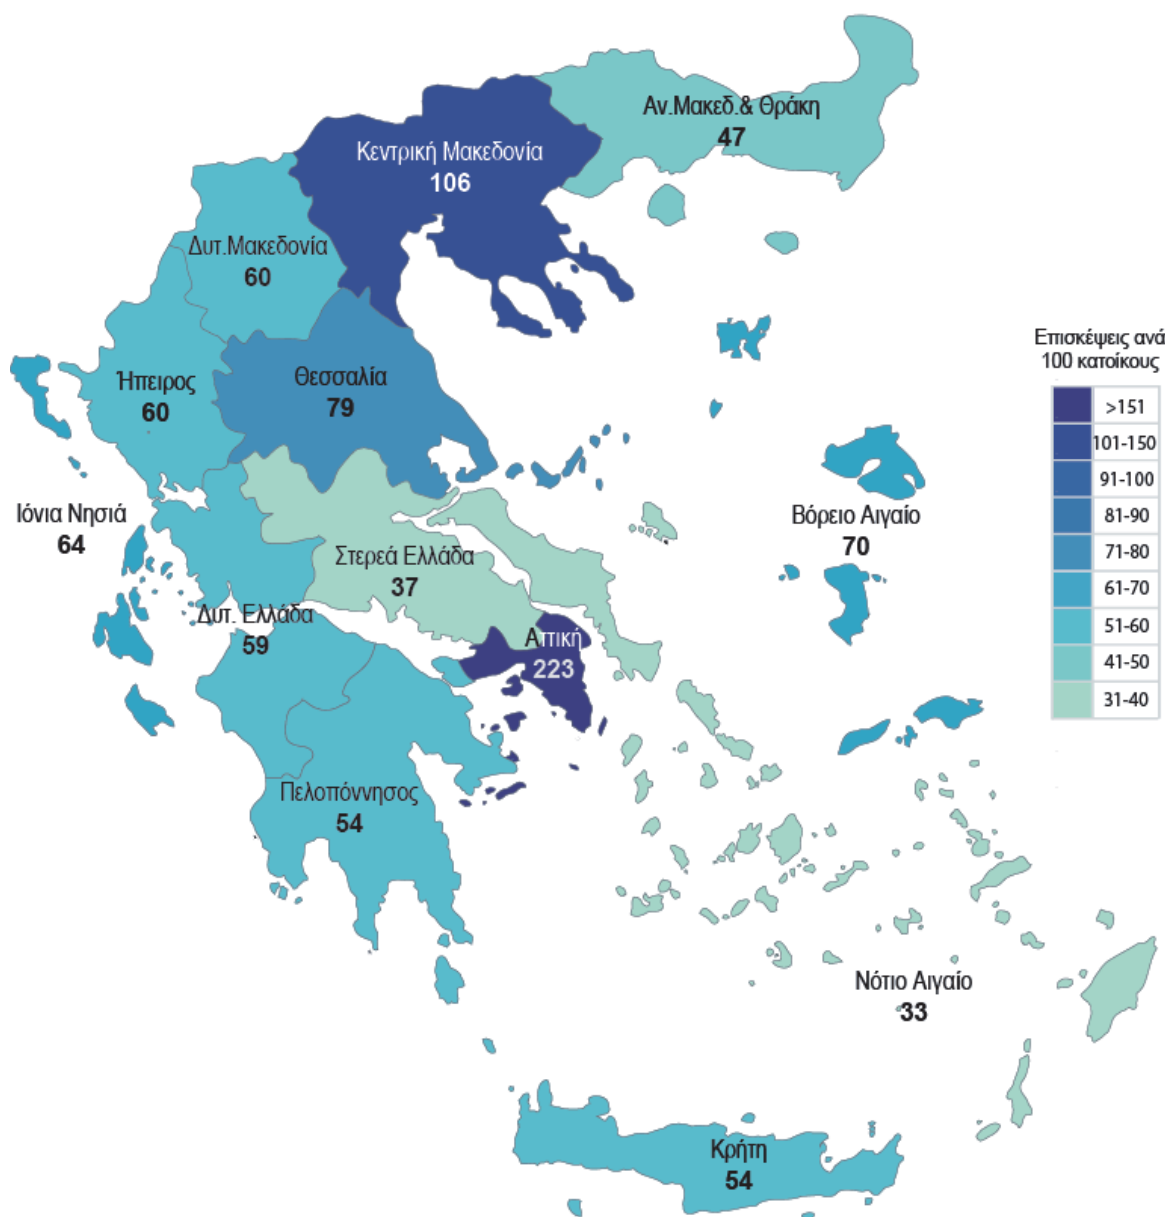 Αν.Μακεδ.& Θράκη
47
Κεντρική Μακεδονία
106
Δυτ.Μακεδονία
60
Ήπειρος
60
Θεσσαλία
79
Ιόνια Νησιά
64
Στερεά Ελλάδα
37
Δυτ. Ελλάδα
59
Αττική
223
Πελοπόννησος
54
Βόρειο Αιγαίο
70
Νότιο Αιγαίο
33
Κρήτη
54
Επισκέψεις ανά
100 κατοίκους
>151
101-150
91-100
81-90
71-80
61-70
51-60
41-50
31-40